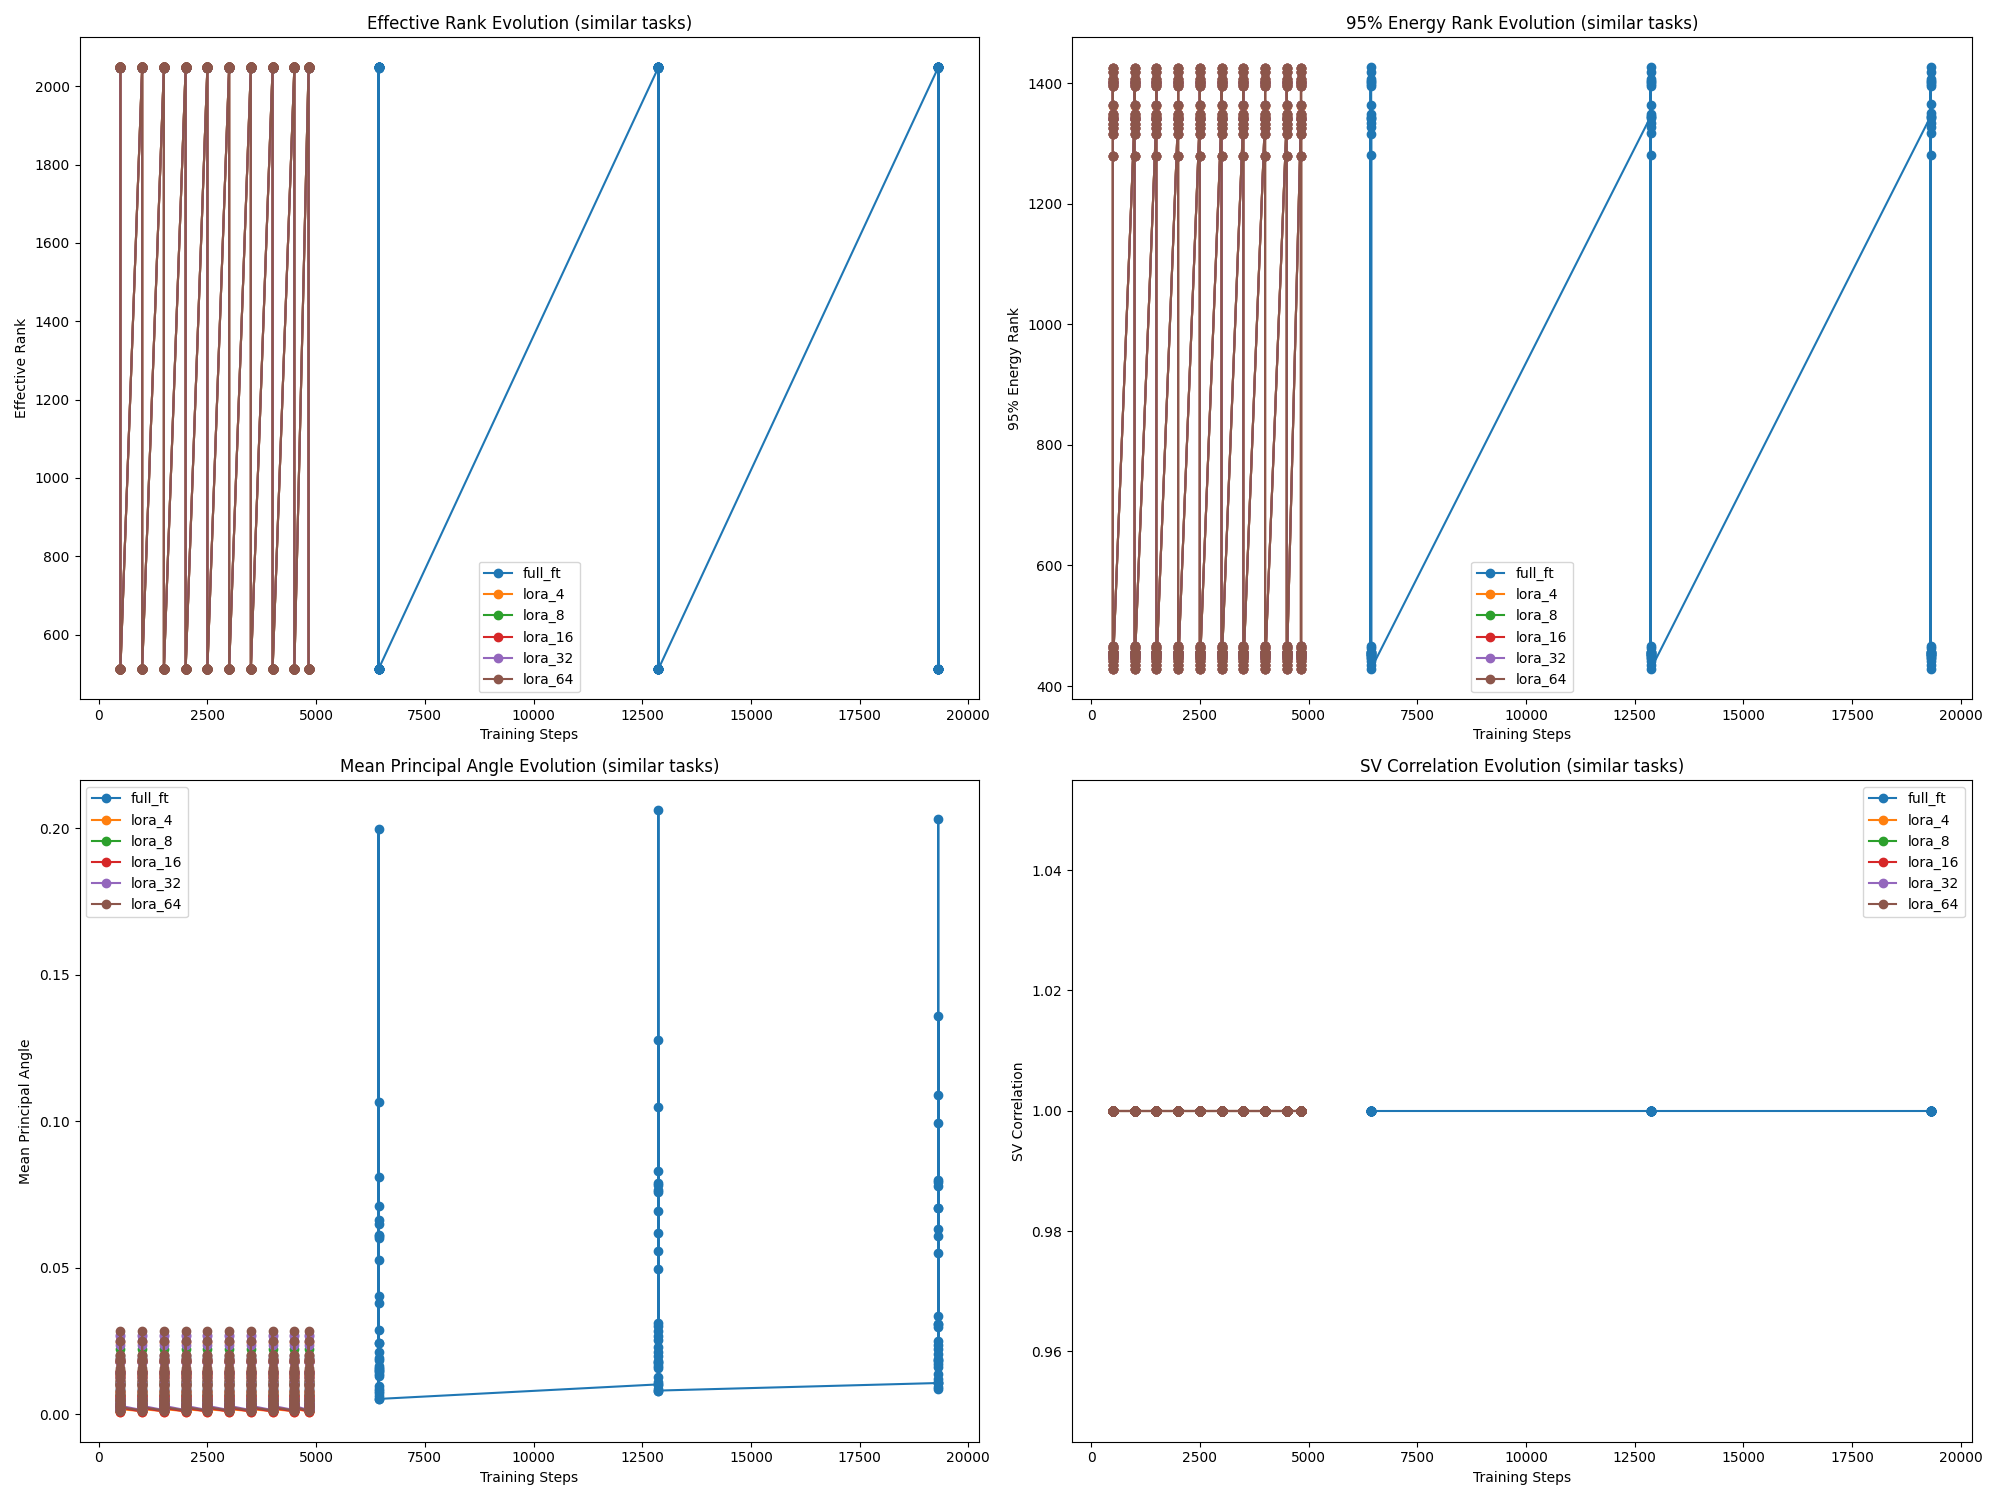 Effective Rank Evolution (similar tasks)
Effective Rank
2000
1800
1600
1400
1200
1000
800
600
full_ft
lora_4
lora_8
lora_16
lora_32
lora_64
0 2500 5000 7500 10000 12500 15000 17500 20000
Training Steps
95% Energy Rank Evolution (similar tasks)
95% Energy Rank
1400
1200
1000
800
600
400
full_ft
lora_4
lora_8
lora_16
lora_32
lora_64
0 2500 5000 7500 10000 12500 15000 17500 20000
Training Steps
Mean Principal Angle Evolution (similar tasks)
Mean Principal Angle
full_ft
lora_4
lora_8
lora_16
lora_32
lora_64
0.20
0.15
0.10
0.05
0.00
0 2500 5000 7500 10000 12500 15000 17500 20000
Training Steps
SV Correlation Evolution (similar tasks)
SV Correlation
full_ft
lora_4
lora_8
lora_16
lora_32
lora_64
1.04
1.02
1.00
0.98
0.96
0 2500 5000 7500 10000 12500 15000 17500 20000
Training Steps